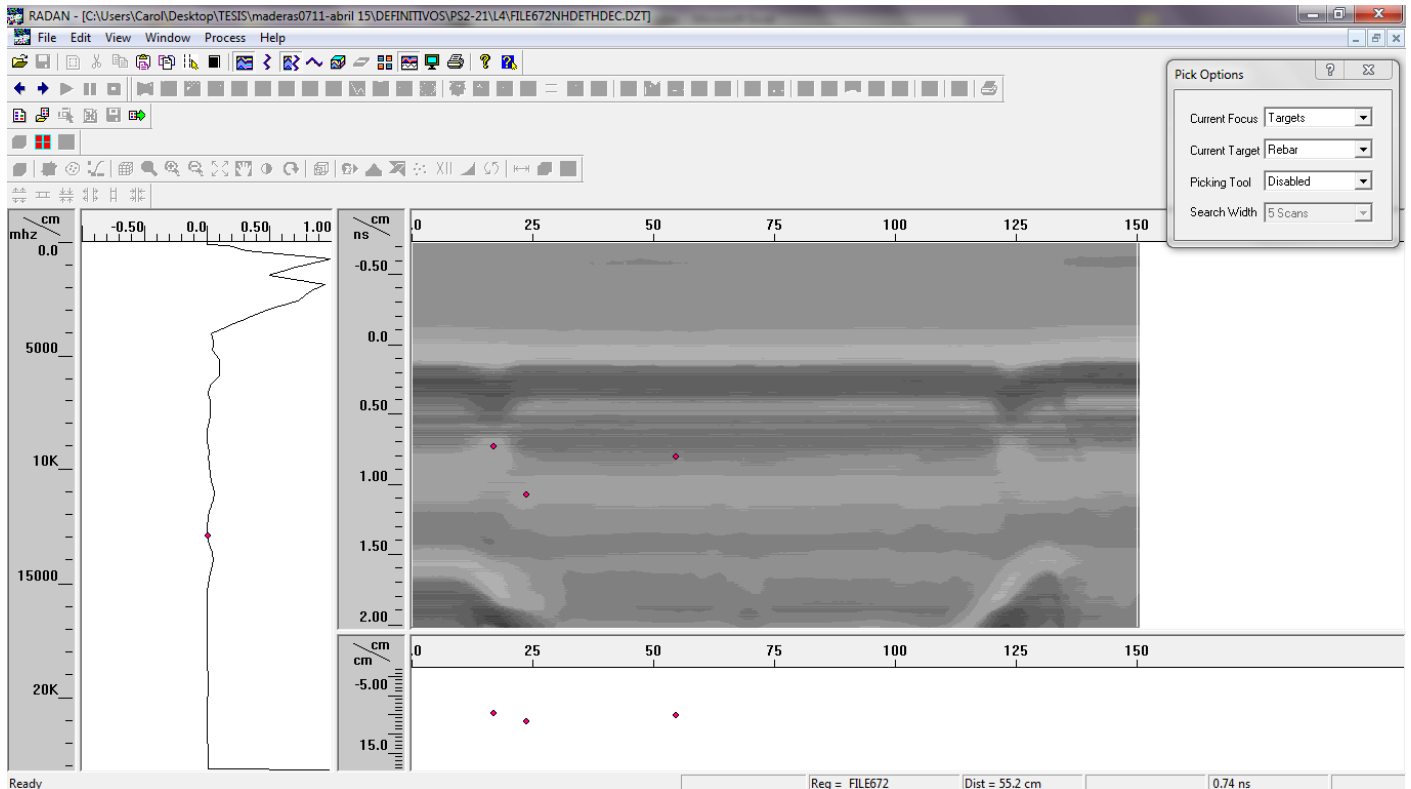 RADAN - [C:\Users\Carol\Desktop\TESIS\maderas0711-abril 15\DEFINITIVOS\PS2-21\L4\FILE672NHDETHDEC.DZT]
File Edit View Window Process Help
Pick Options
Current Focus Targets
Current Target Rebar
Picking Tool Disabled
Search Width 5 Scans
cm
mhz
-0.50 0.0 0.50 1.00
cm
ns
.0 25 50 75 100 125 150
0.0
5000
10K
15000
20K
-0.50
0.0
0.50
1.00
1.50
2.00
cm
cm
.0 25 50 75 100 125 150
-5.00
15.0
Ready
Reg = FILE672
Dist = 55.2 cm
0.74 ns